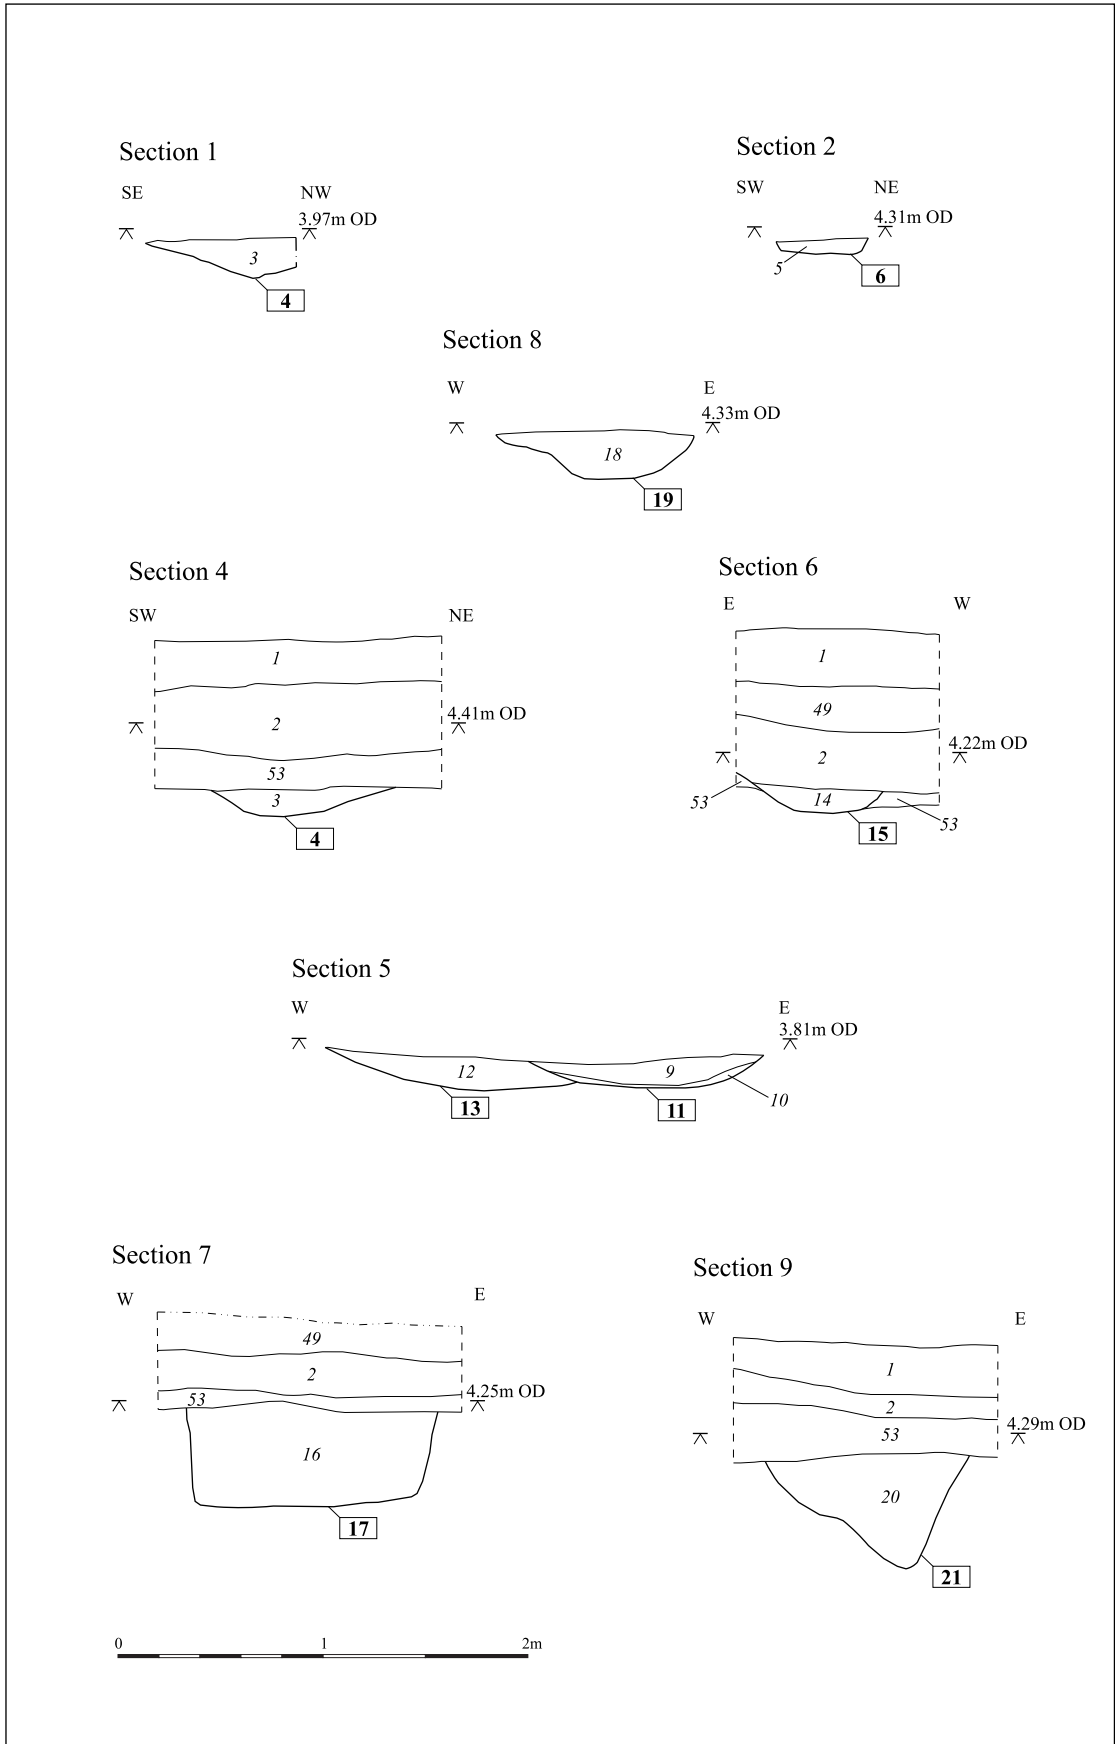 Section 1
SE NW
3.97m OD
3
4
Section 2
SW NE
4.31m OD
5
6
Section 8
W E
4.33m OD
18
19
Section 4
SW NE
1
2
4.41m OD
53
3
4
Section 6
E W
1
49
2
4.22m OD
53 14 53
15
Section 5
W E
3.81m OD
12 9
10
13 11
Section 7
W E
49
2
53
4.25m OD
16
17
Section 9
W E
1
2
53
4.29m OD
20
21
0 1 2m